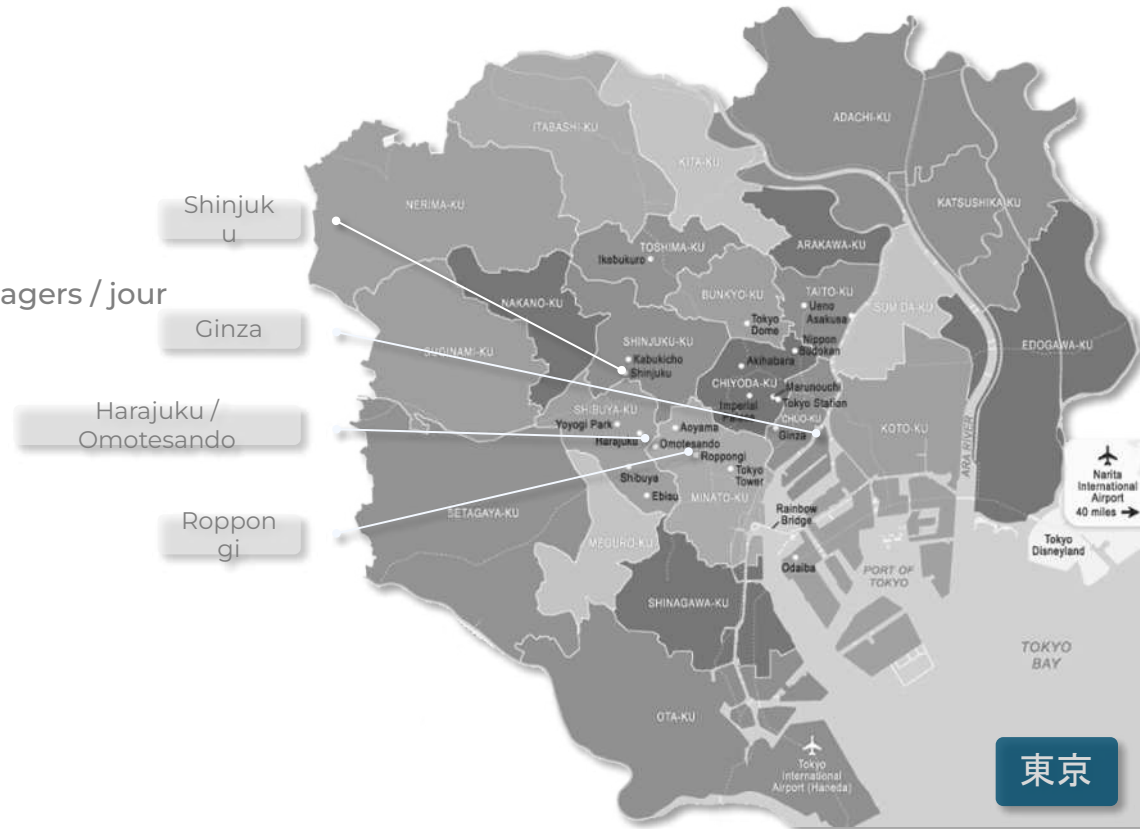 Shinjuk
u
agers / jour
Ginza
Harajuku /
Omotesando
Roppon
gi
ADACHI-KU
ITABASHI-KU
KITA-KU
KATSUSHIKA-KU
NERIMA-KU
TOSHIMA-KU
Ikebukuro
ARAKAWA-KU
NAKANO-KU
BUNKYO-KU
TAITO-KU
Ueno
Asakusa
SUMIDA-KU
Tokyo
Dome
SUGINAMI-KU
SHINJUKU-KU
Kabukicho
Shinjuku
Nippon
Budokan
Akihabara
EDOGAWA-KU
CHIYODA-KU
Marunouchi
Imperial
Tokyo Station
SHIBUYA-KU
Yoyogi Park
Harajuku
Aoyama
Omotesando
Roppongi
CHUO-KU
Ginza
KOTO-KU
ARA RIVER
Shibuya
Ebisu
Tokyo
Tower
MINATO-KU
SETAGAYA-KU
Rainbow
Bridge
Odaiba
MEGURO-KU
PORT OF
TOKYO
Narita
International
Airport
40 miles →
Tokyo
Disneyland
SHINAGAWA-KU
TOKYO
BAY
OTA-KU
Tokyo
International
Airport (Haneda)
東京